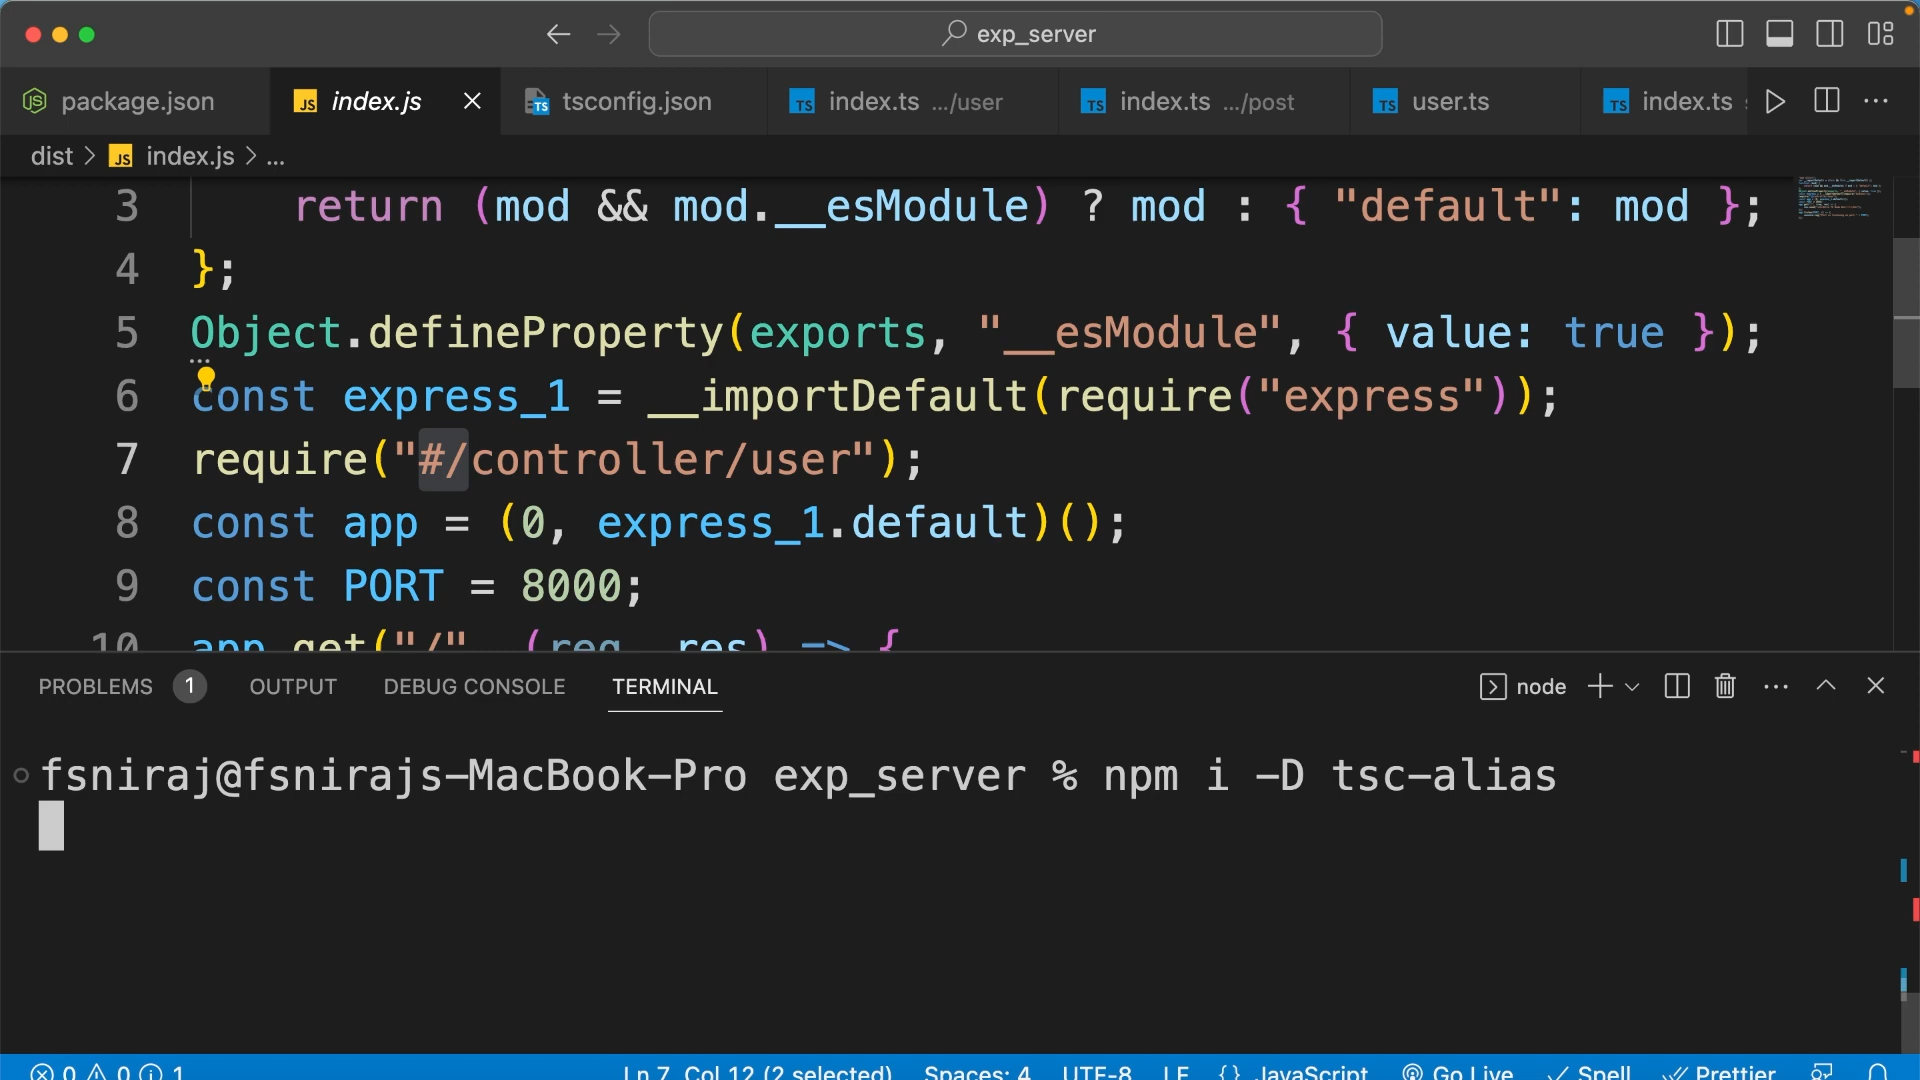 exp_server
package.json
index.js
tsconfig.json
index.ts .../user
index.ts .../post
user.ts
index.ts
dist > index.js > ...
3 return (mod && mod.__esModule) ? mod : { "default": mod };
4 };
5 Object.defineProperty(exports, "__esModule", { value: true });
6 const express_1 = __importDefault(require("express"));
7 require("#/controller/user");
8 const app = (0, express_1.default)();
9 const PORT = 8000;
10 app.get("/", (req, res) => {
PROBLEMS 1 OUTPUT DEBUG CONSOLE TERMINAL
node
fsniraj@fsnirajs-MacBook-Pro exp_server % npm i -D tsc-alias
0 0 1 Ln 7, Col 12 (2 selected) Spaces: 4 UTF-8 LF {} JavaScript Go Live Spell Prettier